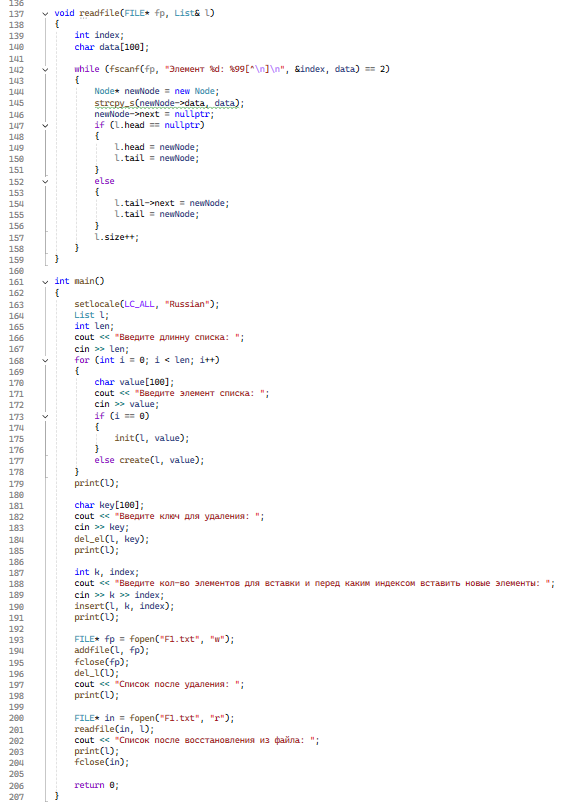 136
137 void readfile(FILE* fp, List& l)
138 {
139 int index;
140 char data[100];
141
142 while (fscanf(fp, "Элемент %d: %99[^\n]\n", &index, data) == 2)
143 {
144 Node* newNode = new Node;
145 strcpy_s(newNode->data, data);
146 newNode->next = nullptr;
147 if (l.head == nullptr)
148 {
149 l.head = newNode;
150 l.tail = newNode;
151 }
152 else
153 {
154 l.tail->next = newNode;
155 l.tail = newNode;
156 }
157 l.size++;
158 }
159 }
160
161 int main()
162 {
163 setlocale(LC_ALL, "Russian");
164 List l;
165 int len;
166 cout << "Введите длинну списка: ";
167 cin >> len;
168 for (int i = 0; i < len; i++)
169 {
170 char value[100];
171 cout << "Введите элемент списка: ";
172 cin >> value;
173 if (i == 0)
174 {
175 init(l, value);
176 }
177 else create(l, value);
178 }
179 print(l);
180
181 char key[100];
182 cout << "Введите ключ для удаления: ";
183 cin >> key;
184 del_el(l, key);
185 print(l);
186
187 int k, index;
188 cout << "Введите кол-во элементов для вставки и перед каким индексом вставить новые элементы: ";
189 cin >> k >> index;
190 insert(l, k, index);
191 print(l);
192
193 FILE* fp = fopen("F1.txt", "w");
194 addfile(l, fp);
195 fclose(fp);
196 del_l(l);
197 cout << "Список после удаления: ";
198 print(l);
199
200 FILE* in = fopen("F1.txt", "r");
201 readfile(in, l);
202 cout << "Список после восстановления из файла: ";
203 print(l);
204 fclose(in);
205
206 return 0;
207 }